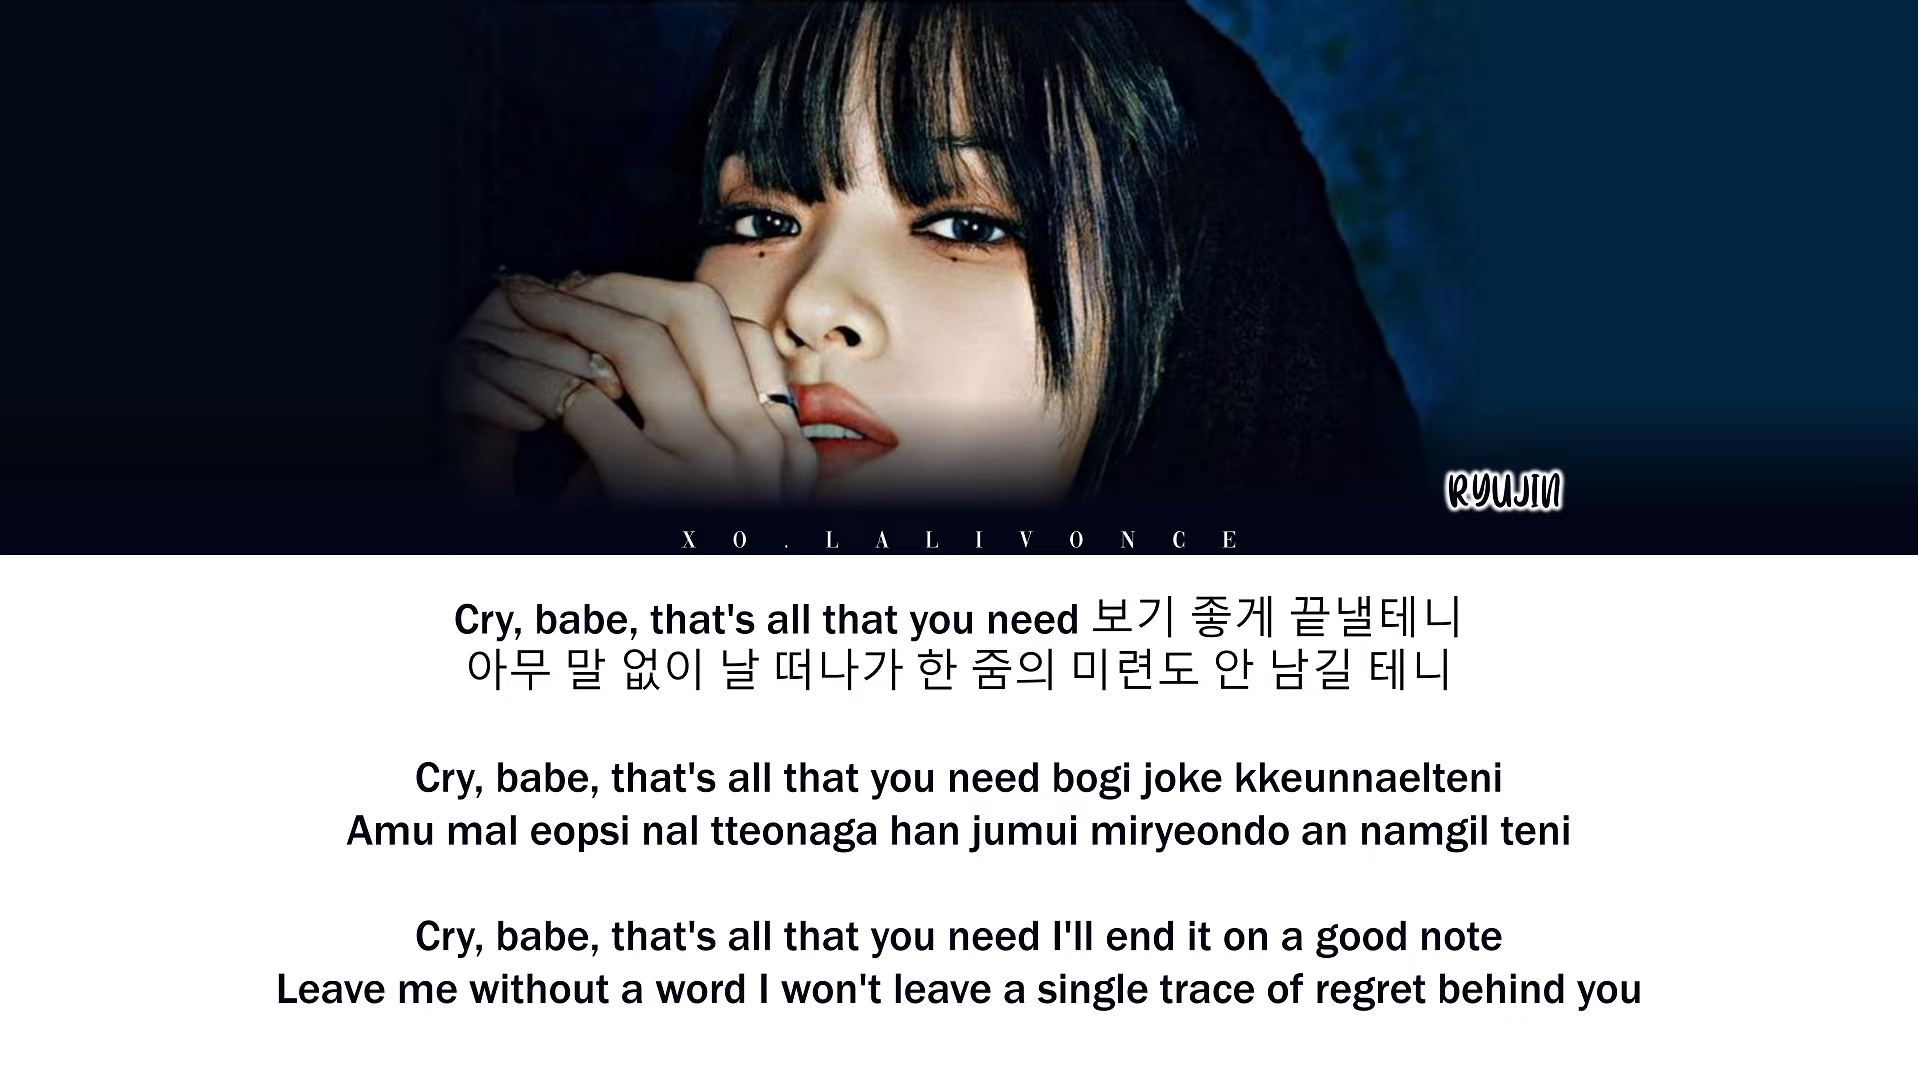 RYUJIN
XO.LALIVONCE
Cry, babe, that's all that you need 보기 좋게 끝낼테니
아무 말 없이 날 떠나가 한 줌의 미련도 안 남길 테니
Cry, babe, that's all that you need bogi joke kkeunnaelteni
Amu mal eopsi nal tteonaga han jumui miryeondo an namgil teni
Cry, babe, that's all that you need I'll end it on a good note
Leave me without a word I won't leave a single trace of regret behind you